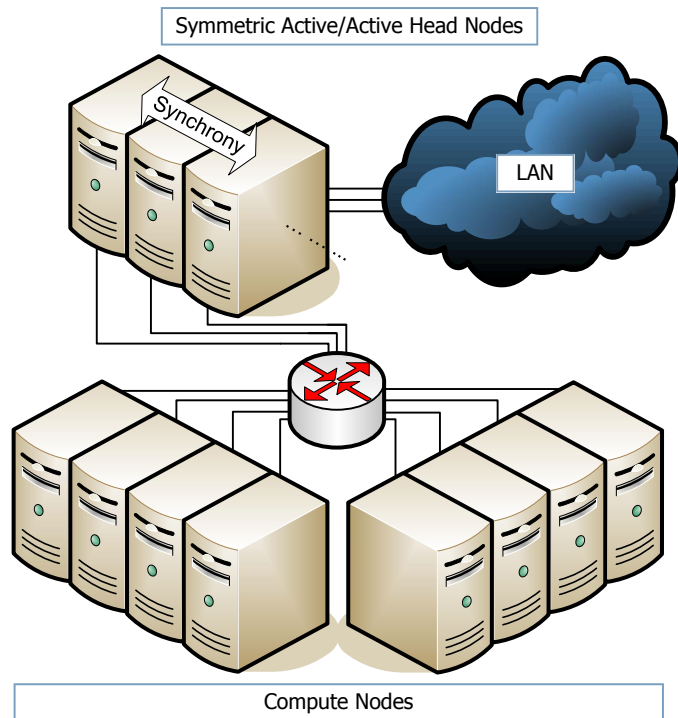 Symmetric Active/Active Head Nodes
Synchrony
LAN
Compute Nodes